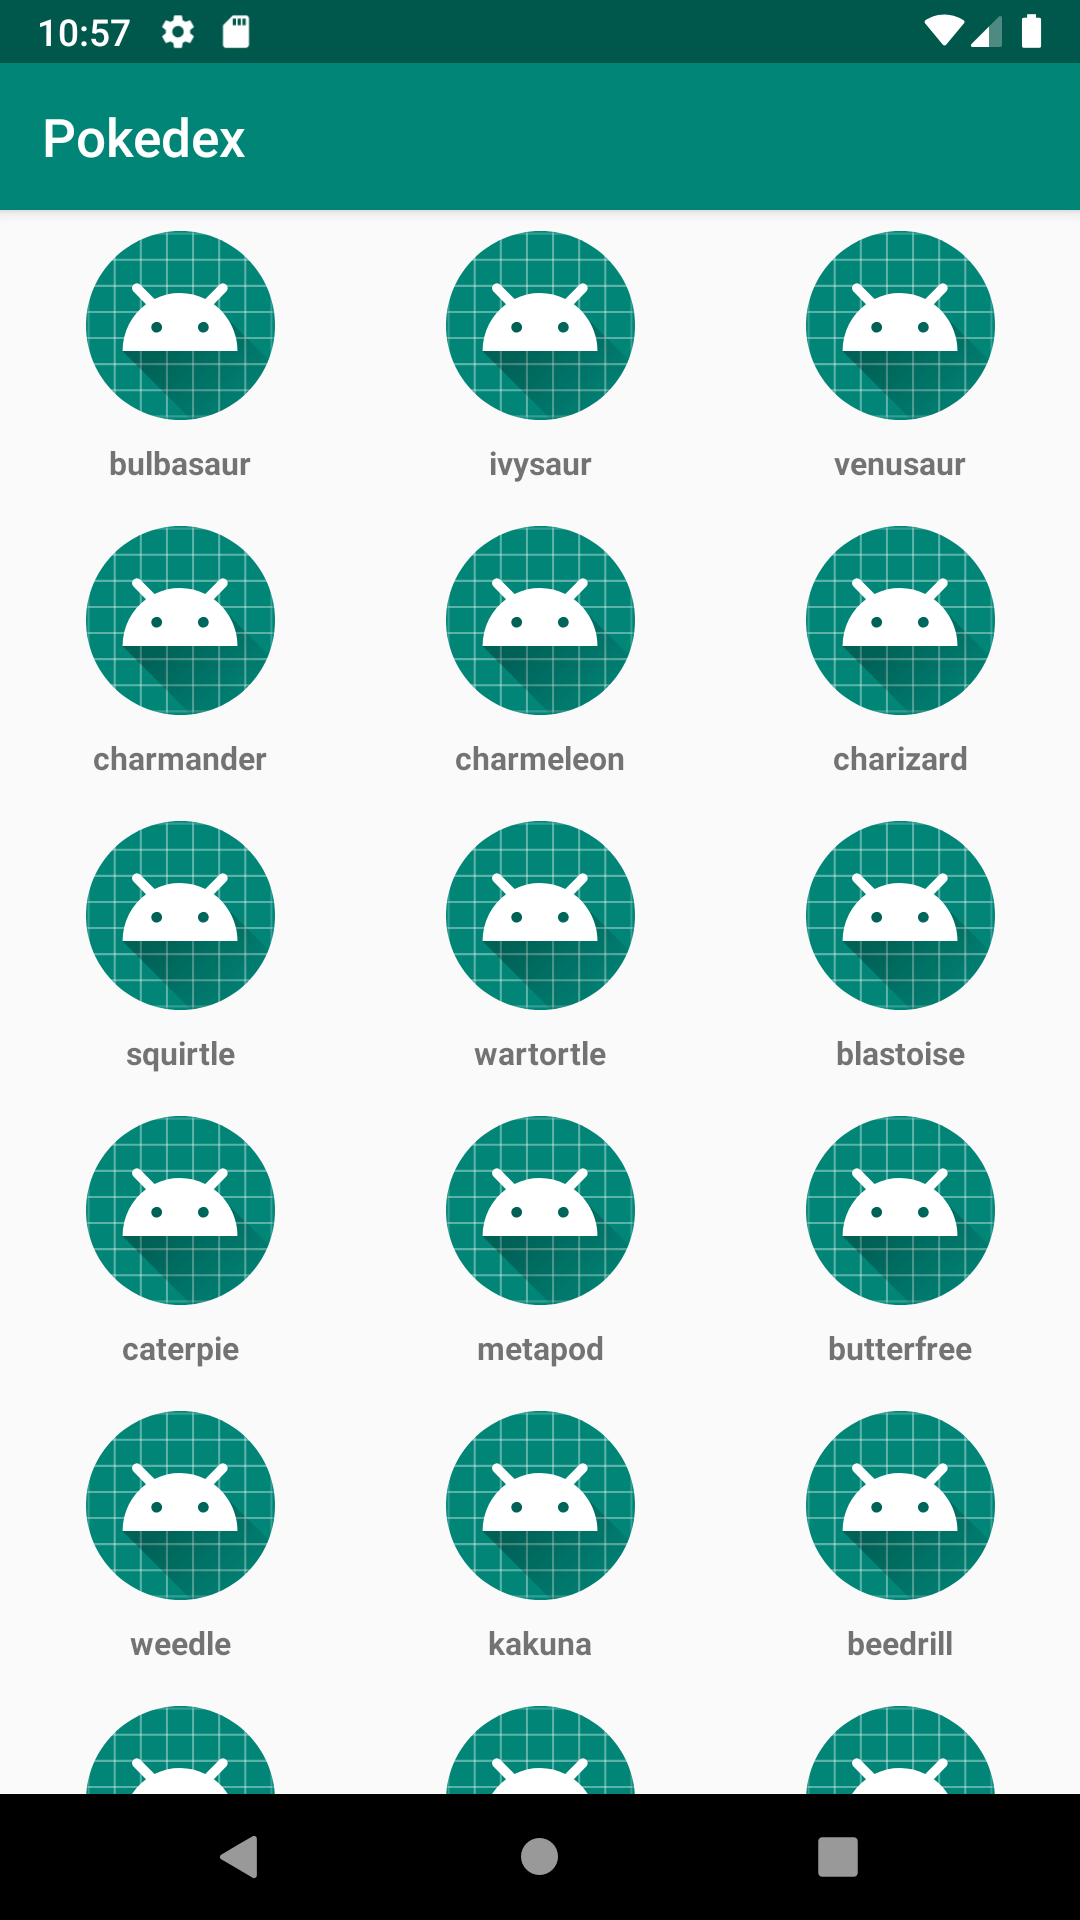 10:57
Pokedex
bulbasaur ivysaur venusaur
charmander charmeleon charizard
squirtle wartortle blastoise
caterpie metapod butterfree
weedle kakuna beedrill